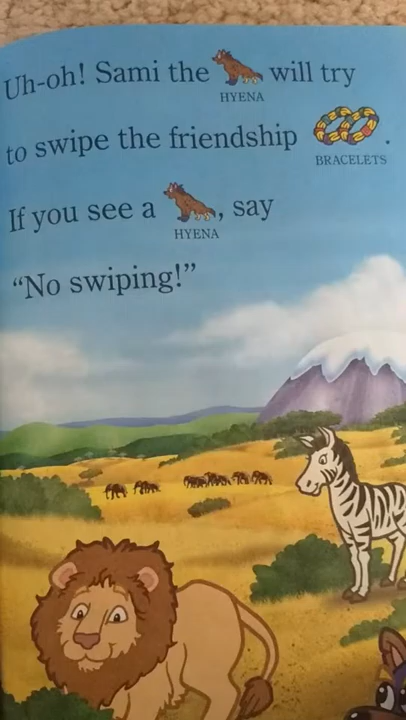 Uh-oh! Sami the will try
HYENA
to swipe the friendship .
BRACELETS
If you see a , say
HYENA
“No swiping!”